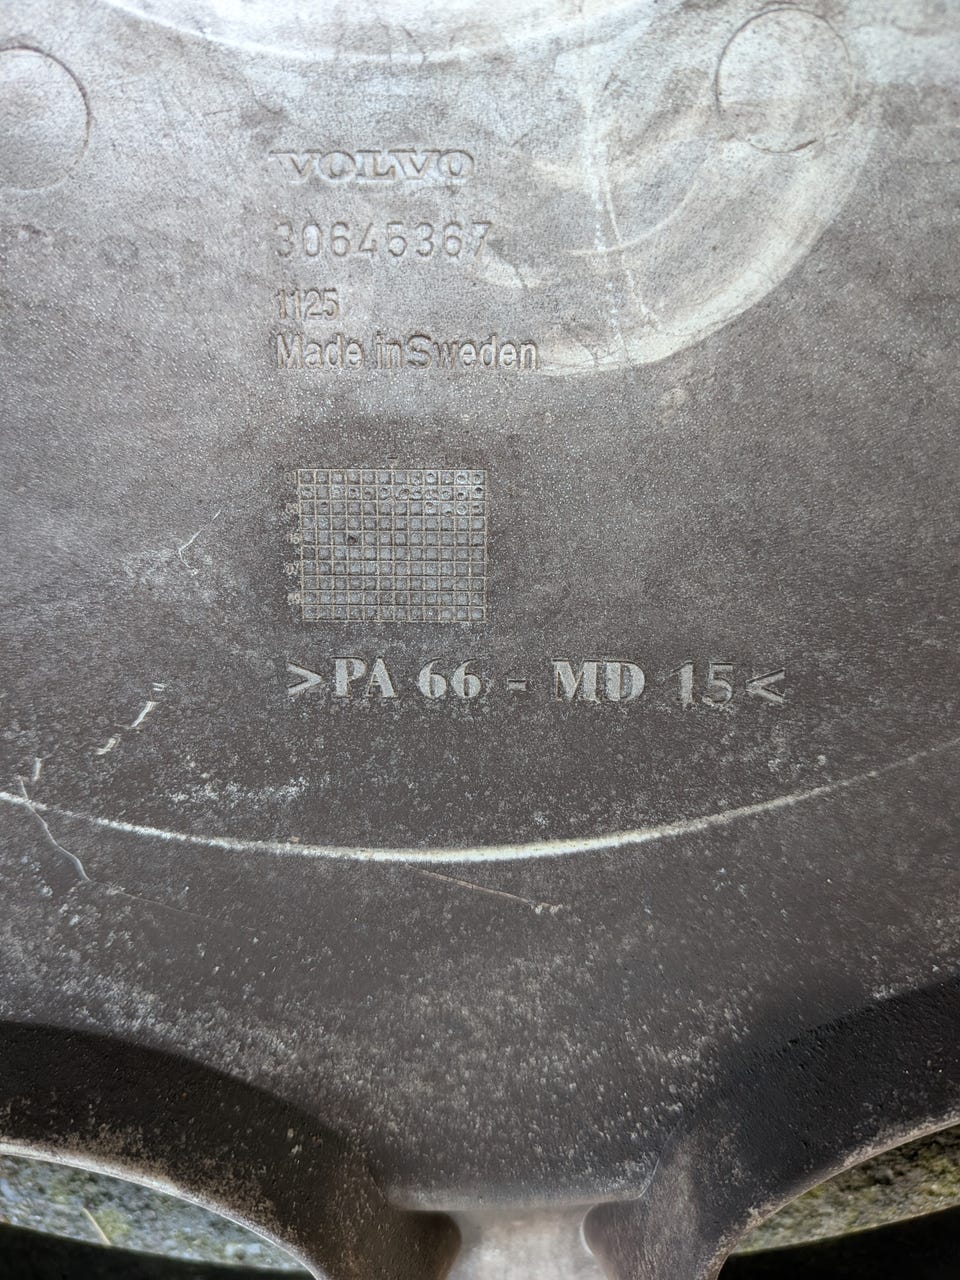 VOLVO
30645367
1125
Made in Sweden
>PA 66 - MD 15<